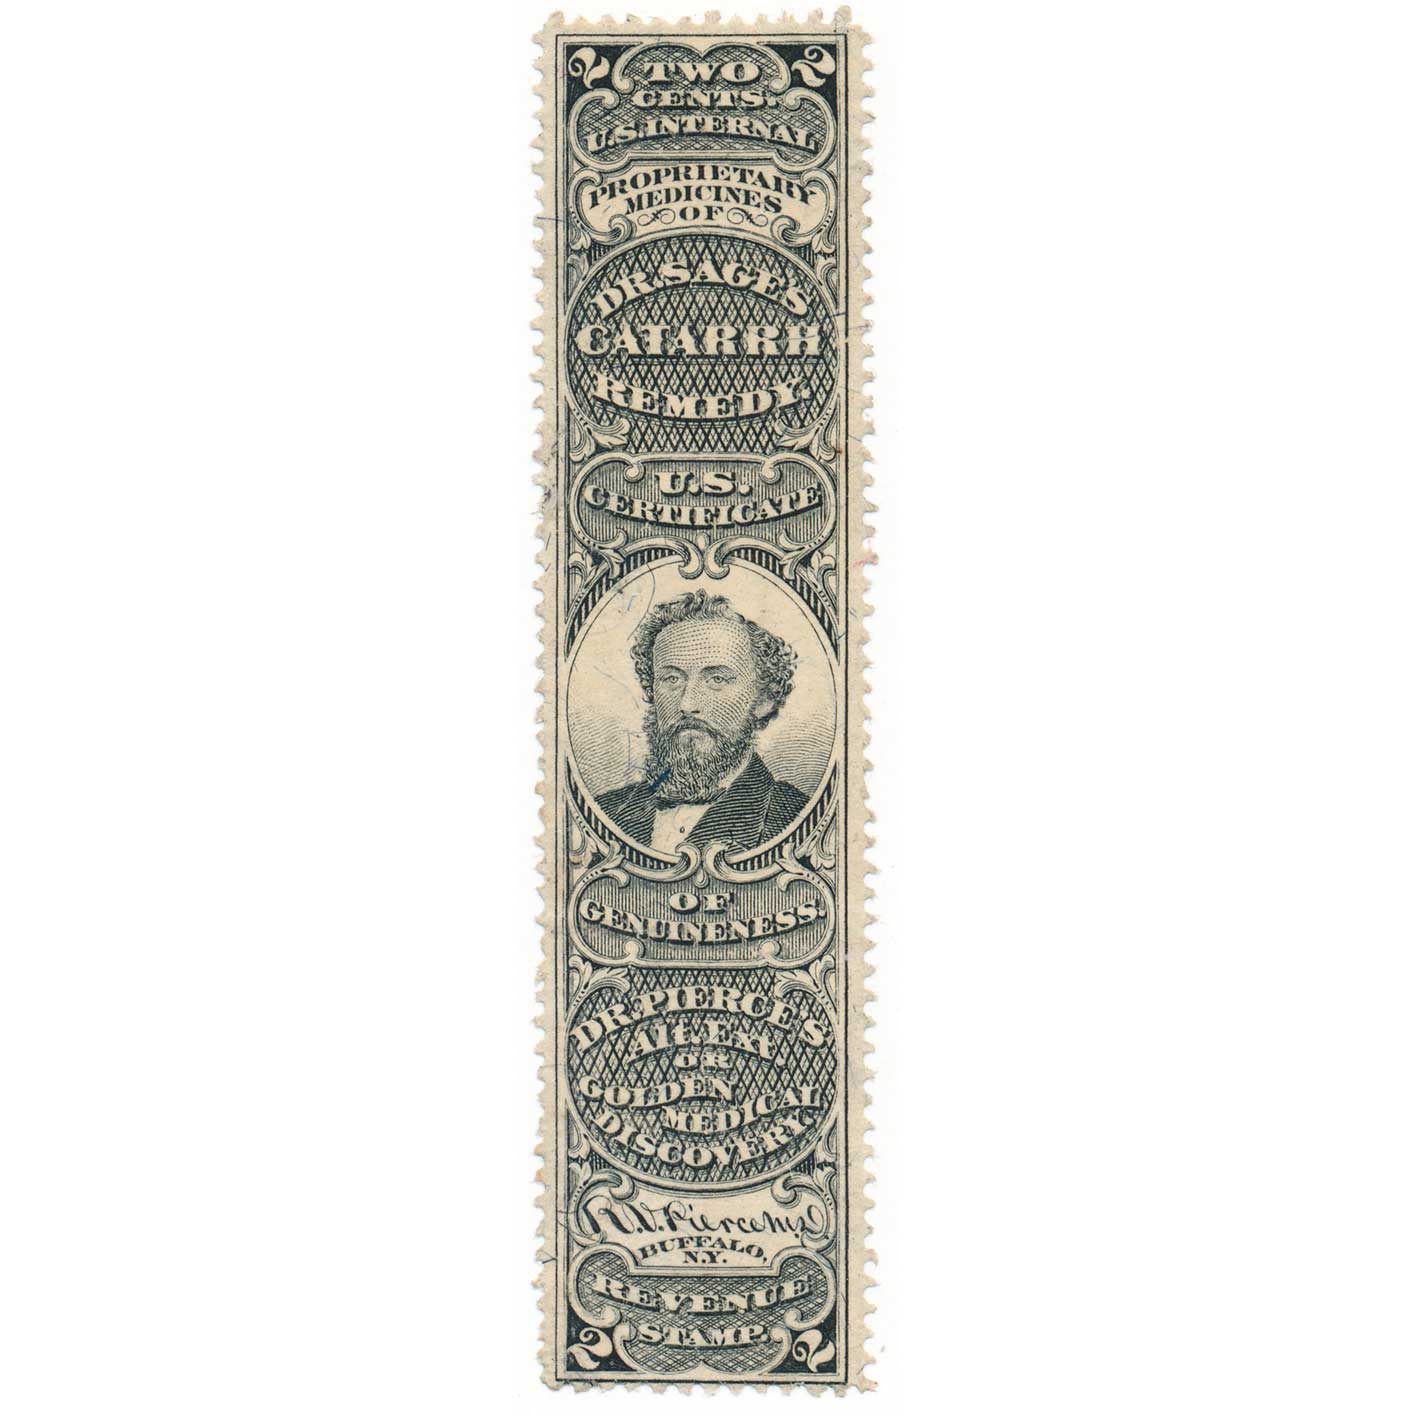 2 2
TWO
CENTS.
U.S. INTERNAL
PROPRIETARY
MEDICINES
OF
DR. SAGE'S
CATARRH
REMEDY.
U.S.
CERTIFICATE
OF
GENUINENESS.
DR. PIERCE'S
Alt. Ext.
OR
GOLDEN
MEDICAL
DISCOVERY.
R.V. Pierce M.D
BUFFALO,
N.Y.
REVENUE
STAMP.
2 2